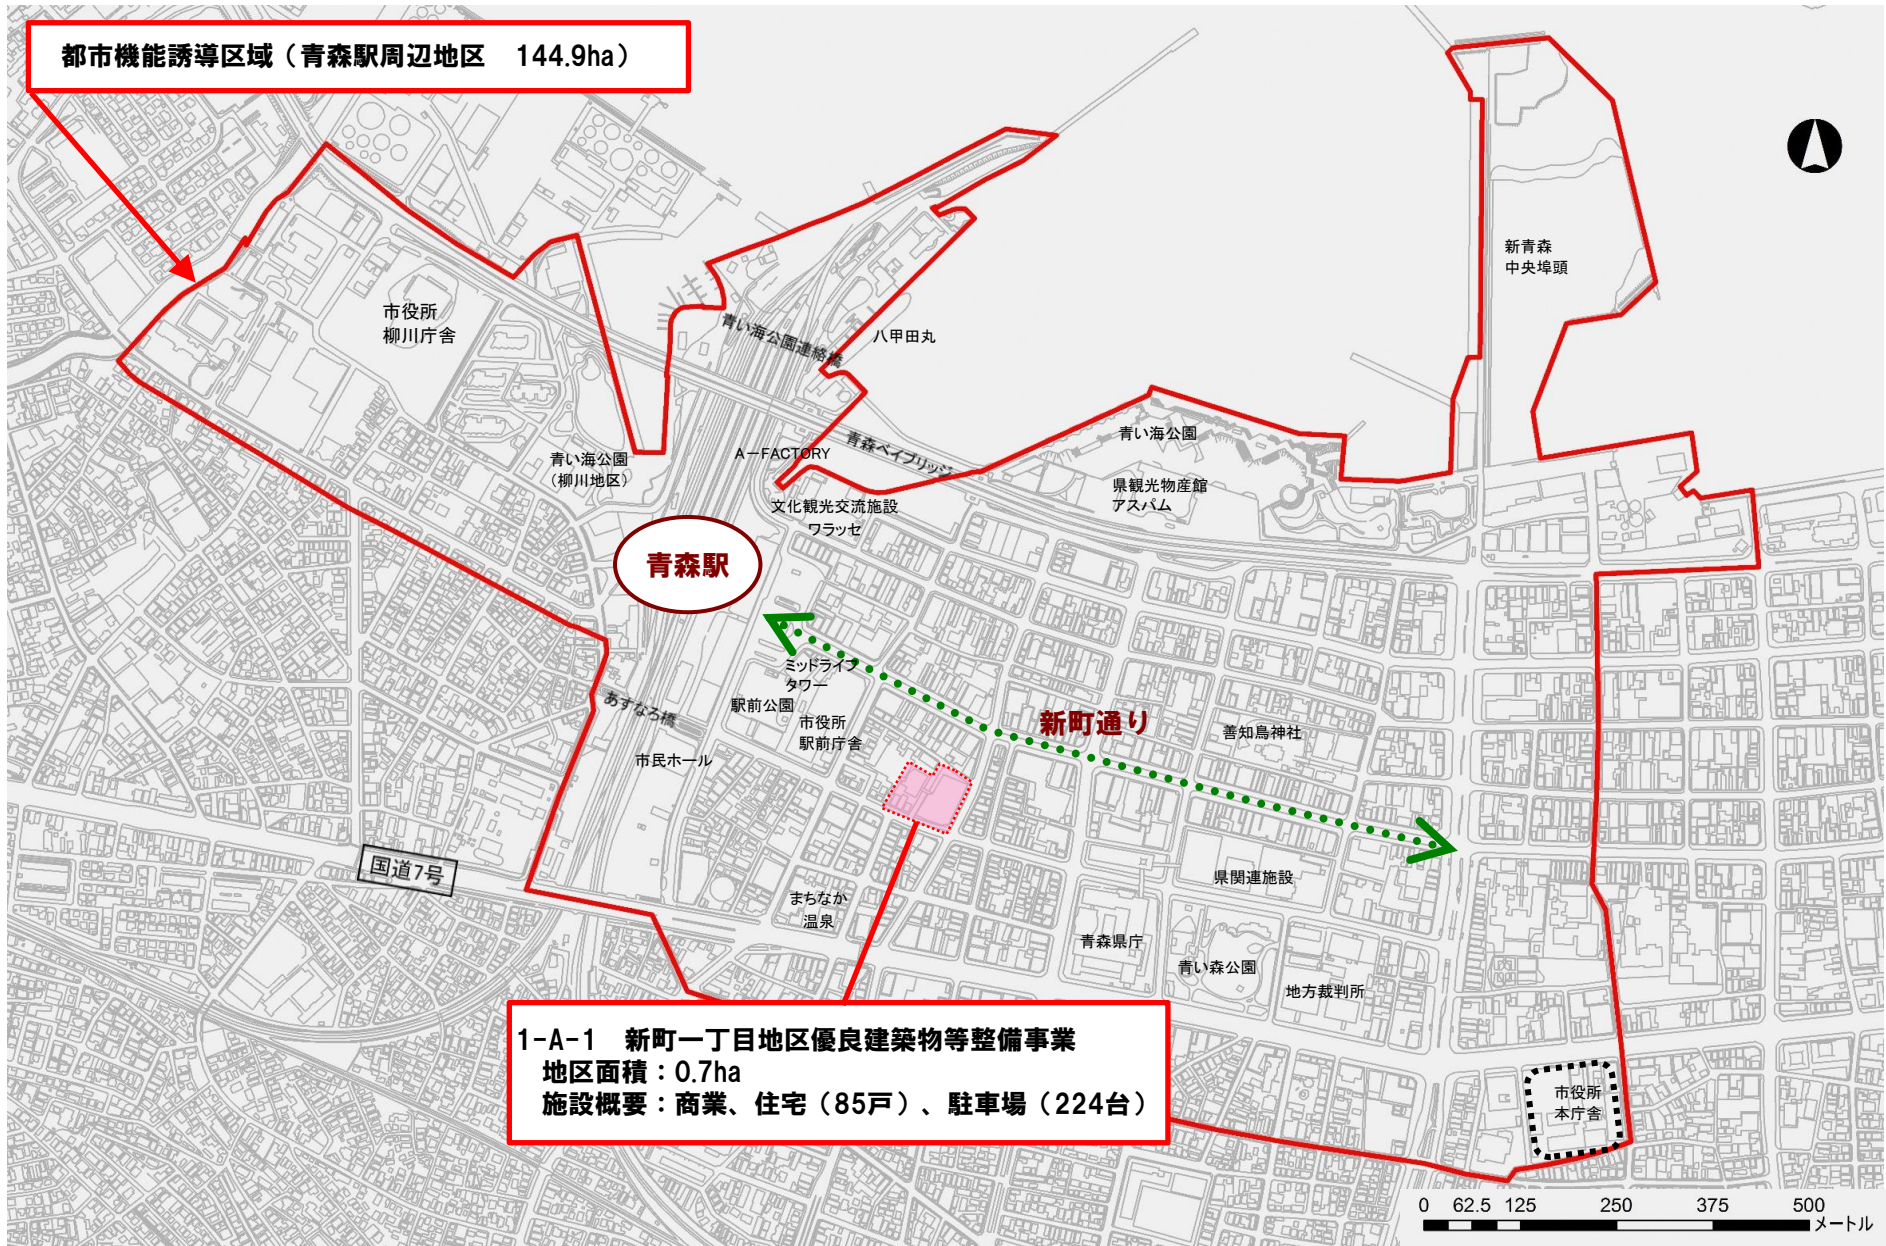 都市機能誘導区域（青森駅周辺地区　144.9ha）
新青森
中央埠頭
市役所
柳川庁舎
青い海公園連絡橋
八甲田丸
青い海公園
青森ベイブリッジ
A－FACTORY
青い海公園
（柳川地区）
県観光物産館
アスパム
文化観光交流施設
ワラッセ
青森駅
ミッドライフ
タワー
あすなろ橋
駅前公園
市役所
駅前庁舎
新町通り
善知鳥神社
市民ホール
国道7号
県関連施設
まちなか
温泉
青森県庁
青い森公園
地方裁判所
1-A-1　新町一丁目地区優良建築物等整備事業
地区面積：0.7ha
施設概要：商業、住宅（85戸）、駐車場（224台）
市役所
本庁舎
0 62.5 125 250 375 500
メートル